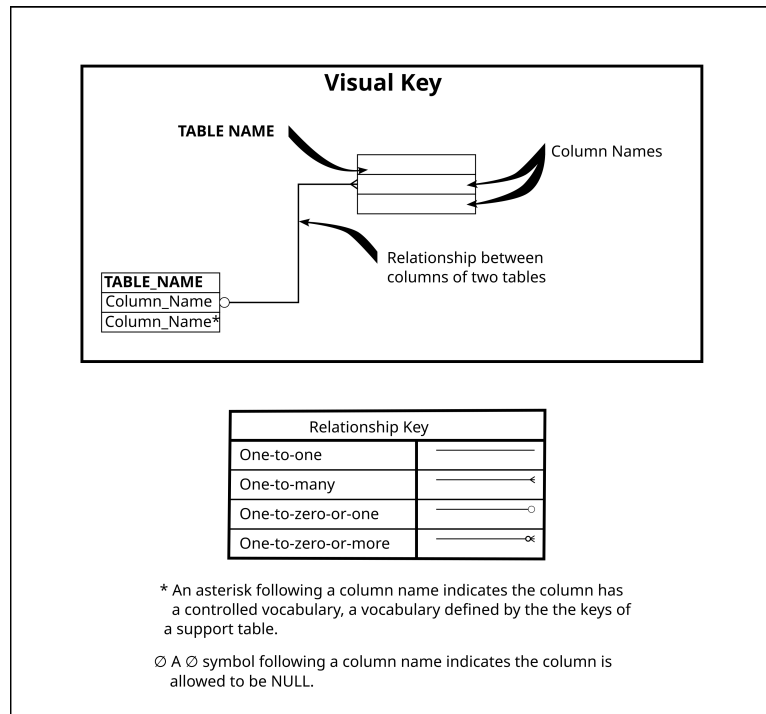 Visual Key
TABLE NAME
Column Names
Relationship between
columns of two tables
TABLE_NAME
Column_Name
Column_Name*
Relationship Key
One-to-one
One-to-many
One-to-zero-or-one
One-to-zero-or-more
* An asterisk following a column name indicates the column has
a controlled vocabulary, a vocabulary defined by the the keys of
a support table.
∅ A ∅ symbol following a column name indicates the column is
allowed to be NULL.